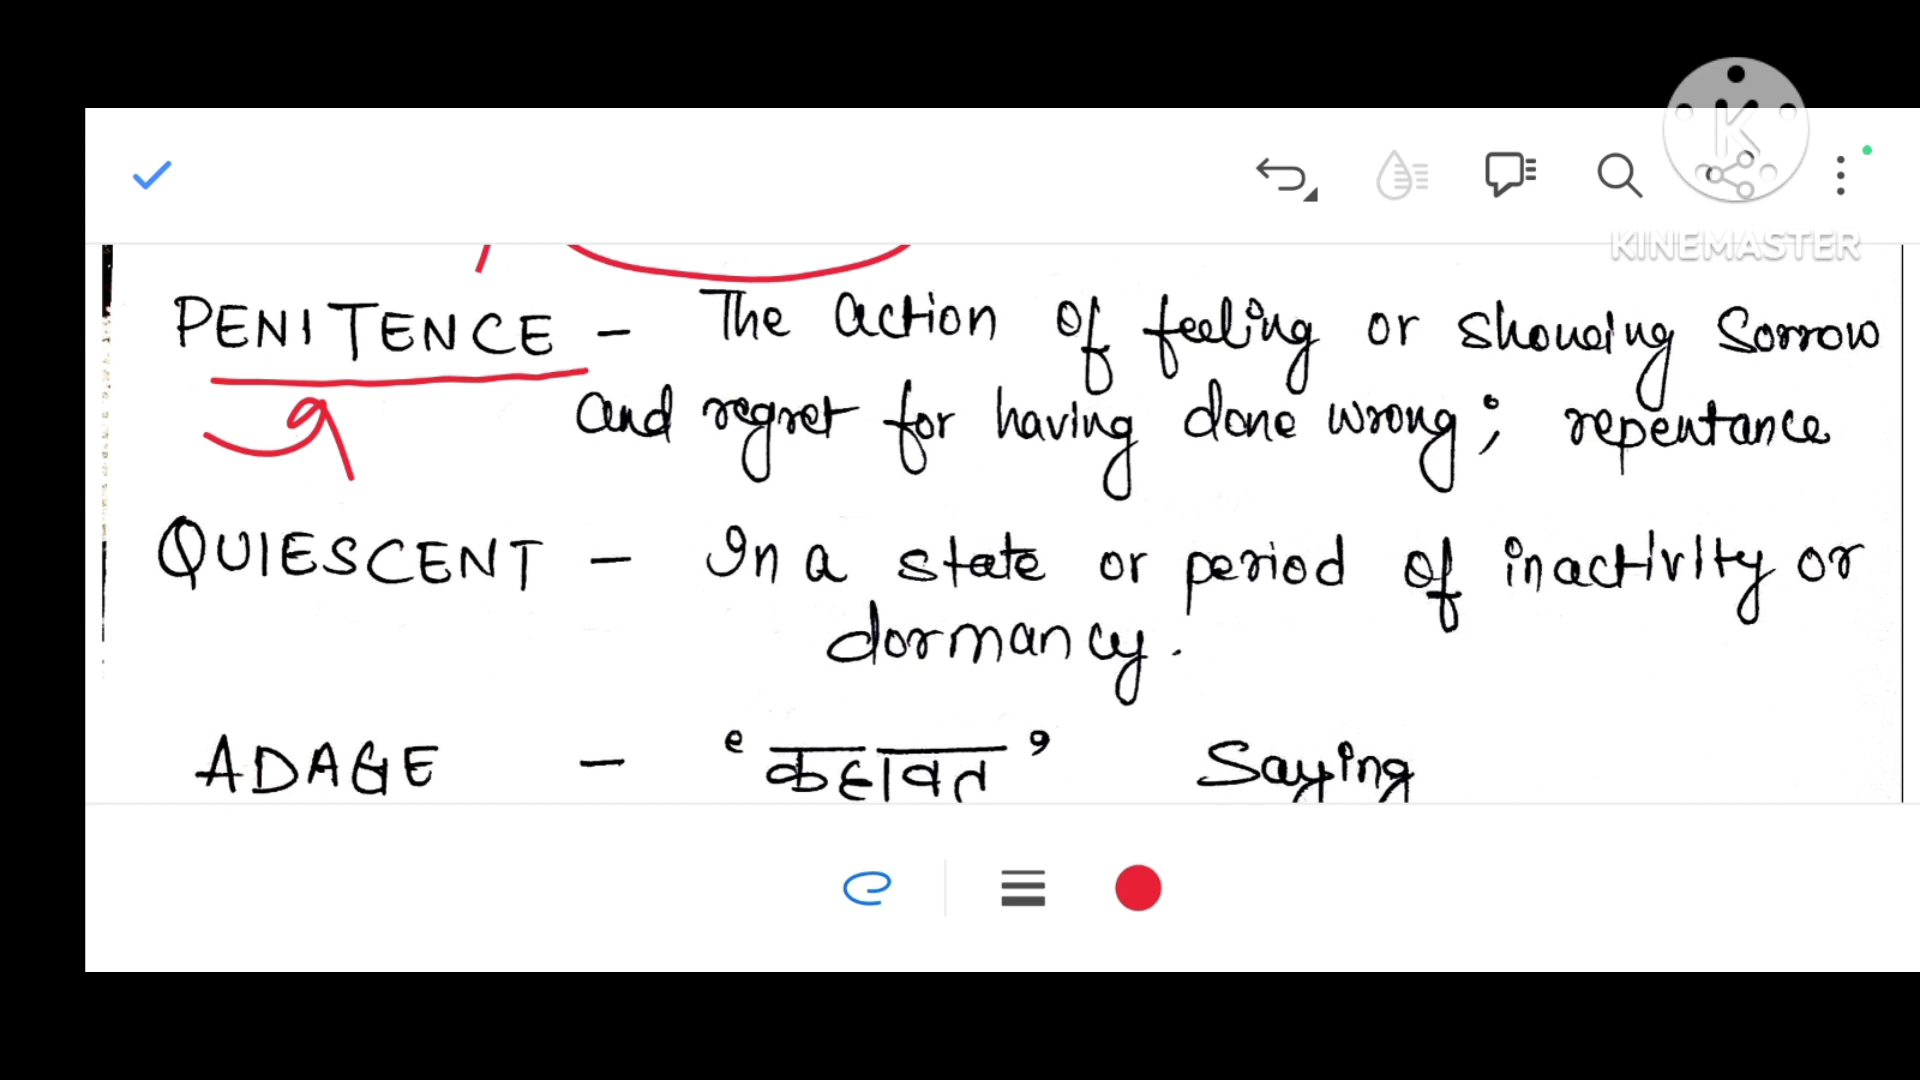 KINEMASTER
PENITENCE - The action of feeling or showing Sorrow
and regret for having done wrong; repentance
QUIESCENT - In a state or period of inactivity or
dormancy.
ADAGE - 'कहावत' Saying